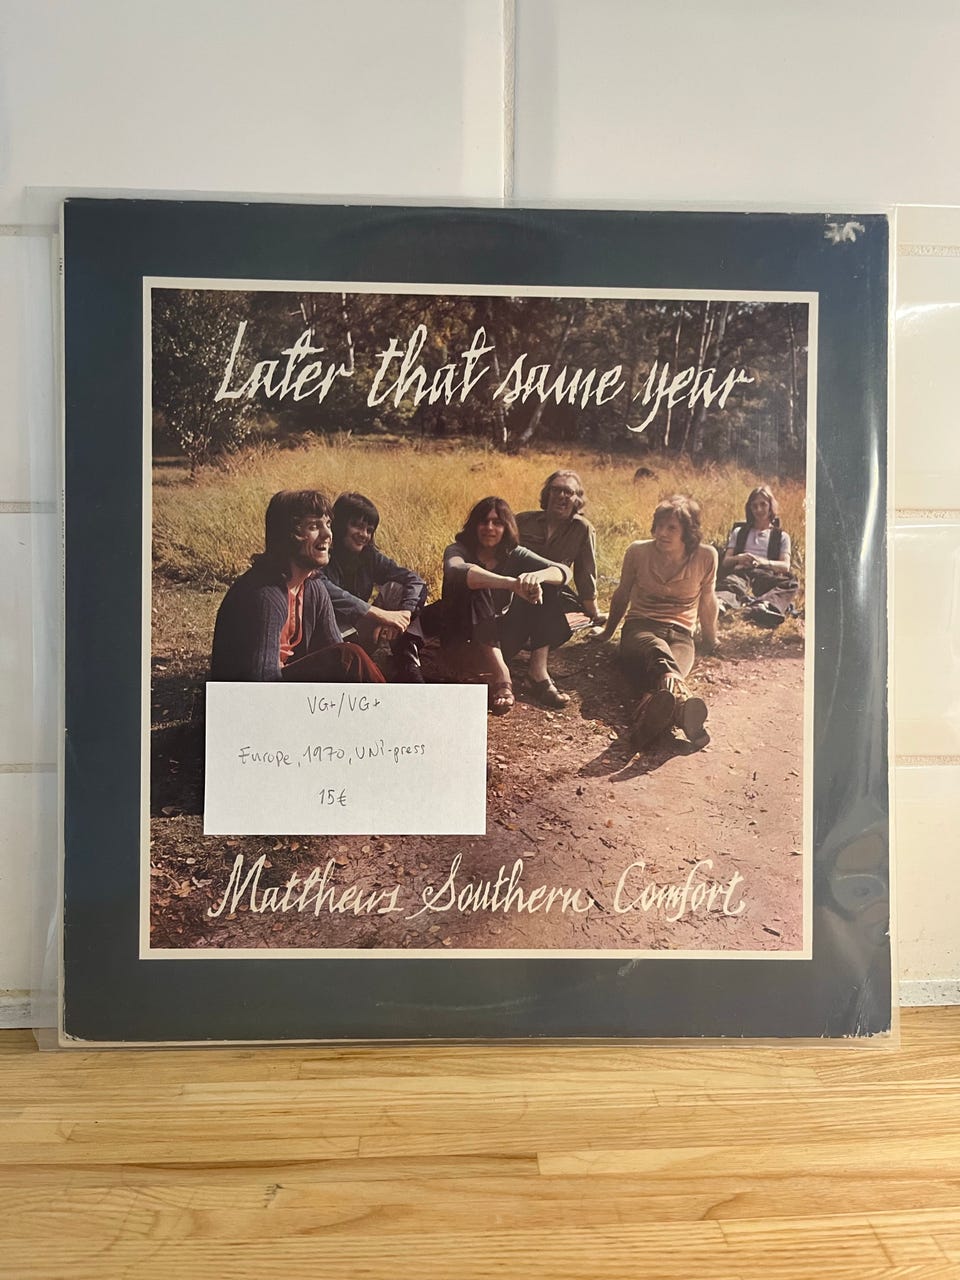 Later that same year
VG+/VG+
Europe, 1970, UNi-press
15€
Matthews Southern Comfort